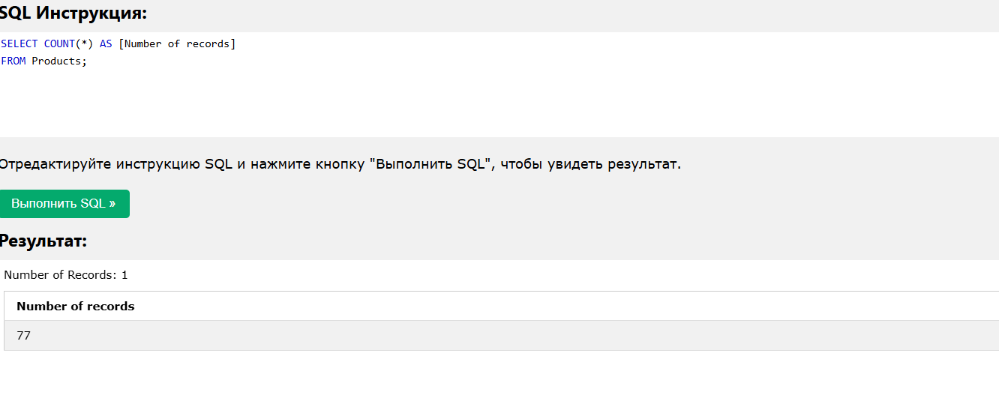 SQL Инструкция:
SELECT COUNT(*) AS [Number of records]
FROM Products;
Отредактируйте инструкцию SQL и нажмите кнопку "Выполнить SQL", чтобы увидеть результат.
Выполнить SQL »
Результат:
Number of Records: 1
Number of records
77